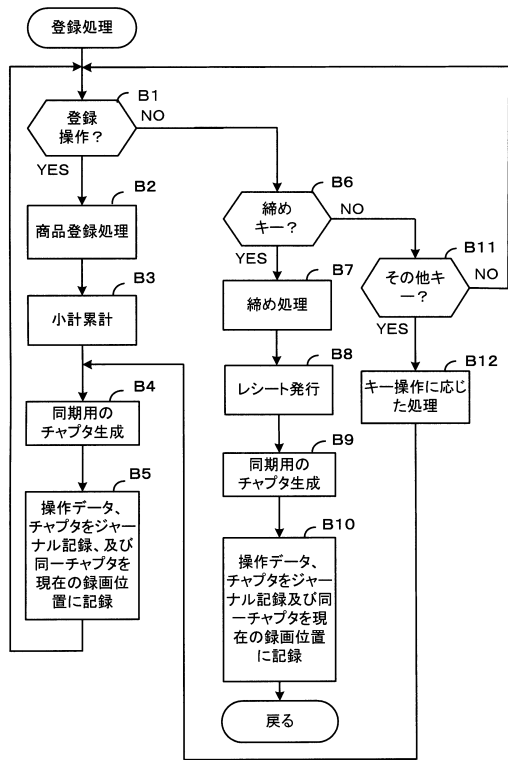 登録処理
B1
登録
操作？
NO
YES
B2
商品登録処理
B3
小計累計
B4
同期用の
チャプタ生成
B5
操作データ、
チャプタをジャー
ナル記録、及び
同一チャプタを
現在の録画位
置に記録
B6
締め
キー？
NO
YES
B7
締め処理
B8
レシート発行
B9
同期用の
チャプタ生成
B10
操作データ、
チャプタをジャー
ナル記録及び同
一チャプタを現
在の録画位置
に記録
戻る
B11
その他キ
ー？
NO
YES
B12
キー操作に応じ
た処理